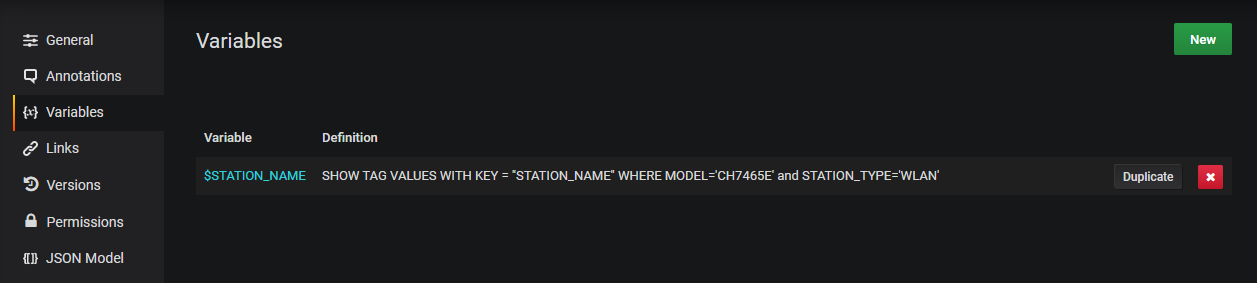 General
Annotations
{x} Variables
Links
Versions
Permissions
{[]} JSON Model
Variables
New
Variable Definition
$STATION_NAME SHOW TAG VALUES WITH KEY = "STATION_NAME" WHERE MODEL='CH7465E' and STATION_TYPE='WLAN' Duplicate